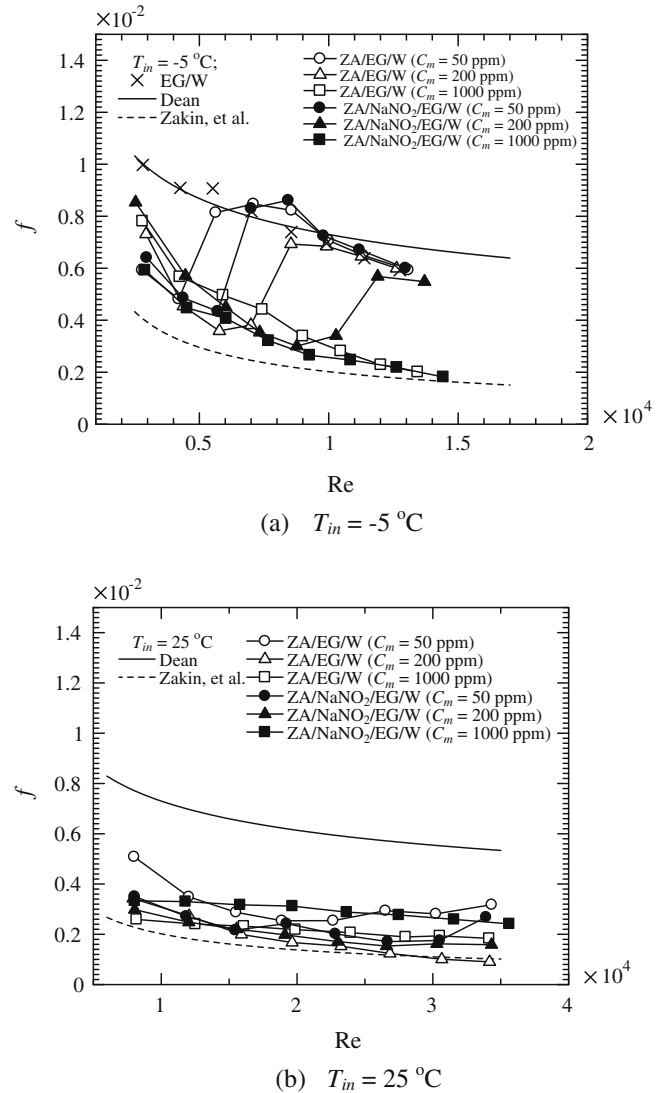 ×10⁻²
1.4
1.2
1
0.8
0.6
0.4
0.2
0
f
T_in = -5 °C;
EG/W
Dean
Zakin, et al.
ZA/EG/W (C_m = 50 ppm)
ZA/EG/W (C_m = 200 ppm)
ZA/EG/W (C_m = 1000 ppm)
ZA/NaNO₂/EG/W (C_m = 50 ppm)
ZA/NaNO₂/EG/W (C_m = 200 ppm)
ZA/NaNO₂/EG/W (C_m = 1000 ppm)
0.5 1 1.5 2
×10⁴
Re
(a) T_in = -5 °C
×10⁻²
1.4
1.2
1
0.8
0.6
0.4
0.2
0
f
T_in = 25 °C
Dean
Zakin, et al.
ZA/EG/W (C_m = 50 ppm)
ZA/EG/W (C_m = 200 ppm)
ZA/EG/W (C_m = 1000 ppm)
ZA/NaNO₂/EG/W (C_m = 50 ppm)
ZA/NaNO₂/EG/W (C_m = 200 ppm)
ZA/NaNO₂/EG/W (C_m = 1000 ppm)
×10⁴
1 2 3 4
Re
(b) T_in = 25 °C